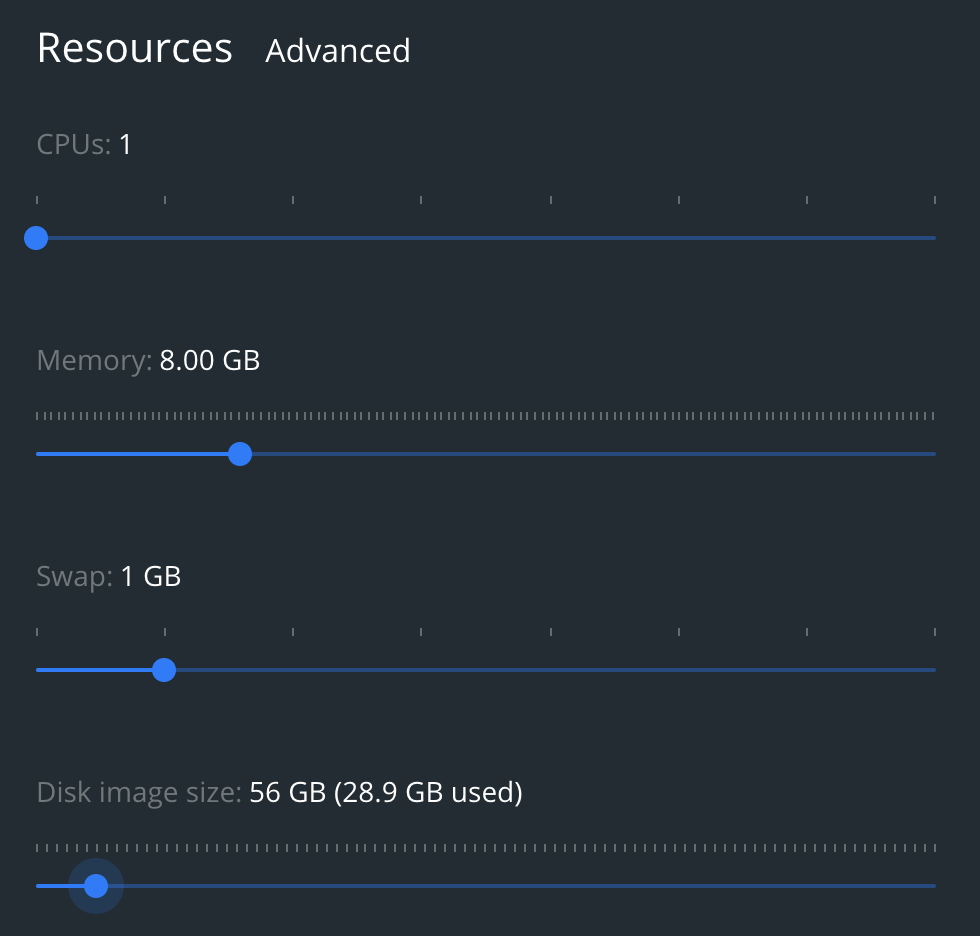 Resources Advanced
CPUs: 1
Memory: 8.00 GB
Swap: 1 GB
Disk image size: 56 GB (28.9 GB used)